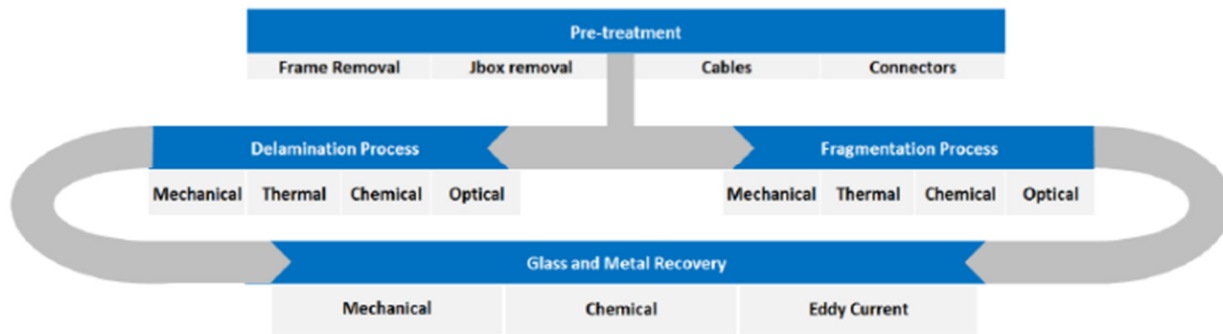 Pre-treatment
Frame Removal Jbox removal Cables Connectors
Delamination Process Fragmentation Process
Mechanical Thermal Chemical Optical Mechanical Thermal Chemical Optical
Glass and Metal Recovery
Mechanical Chemical Eddy Current